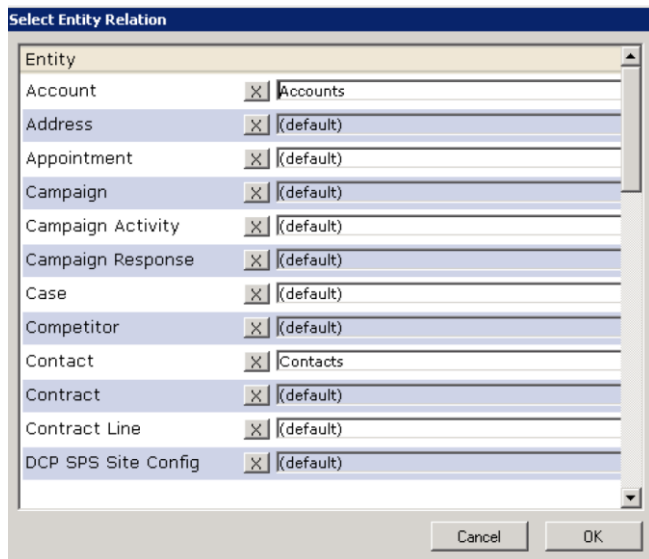 Select Entity Relation
Entity
Account X Accounts
Address X (default)
Appointment X (default)
Campaign X (default)
Campaign Activity X (default)
Campaign Response X (default)
Case X (default)
Competitor X (default)
Contact X Contacts
Contract X (default)
Contract Line X (default)
DCP SPS Site Config X (default)
Cancel OK